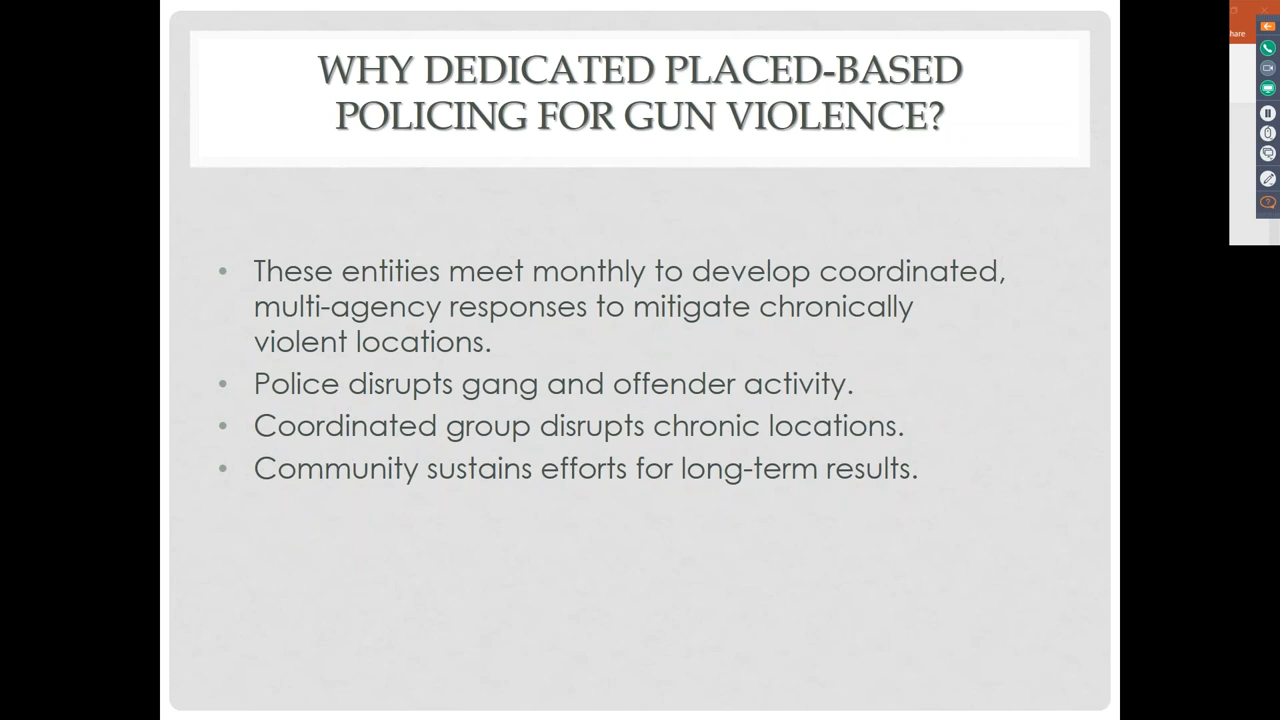 WHY DEDICATED PLACED-BASED
POLICING FOR GUN VIOLENCE?
• These entities meet monthly to develop coordinated,
multi-agency responses to mitigate chronically
violent locations.
• Police disrupts gang and offender activity.
• Coordinated group disrupts chronic locations.
• Community sustains efforts for long-term results.
hare